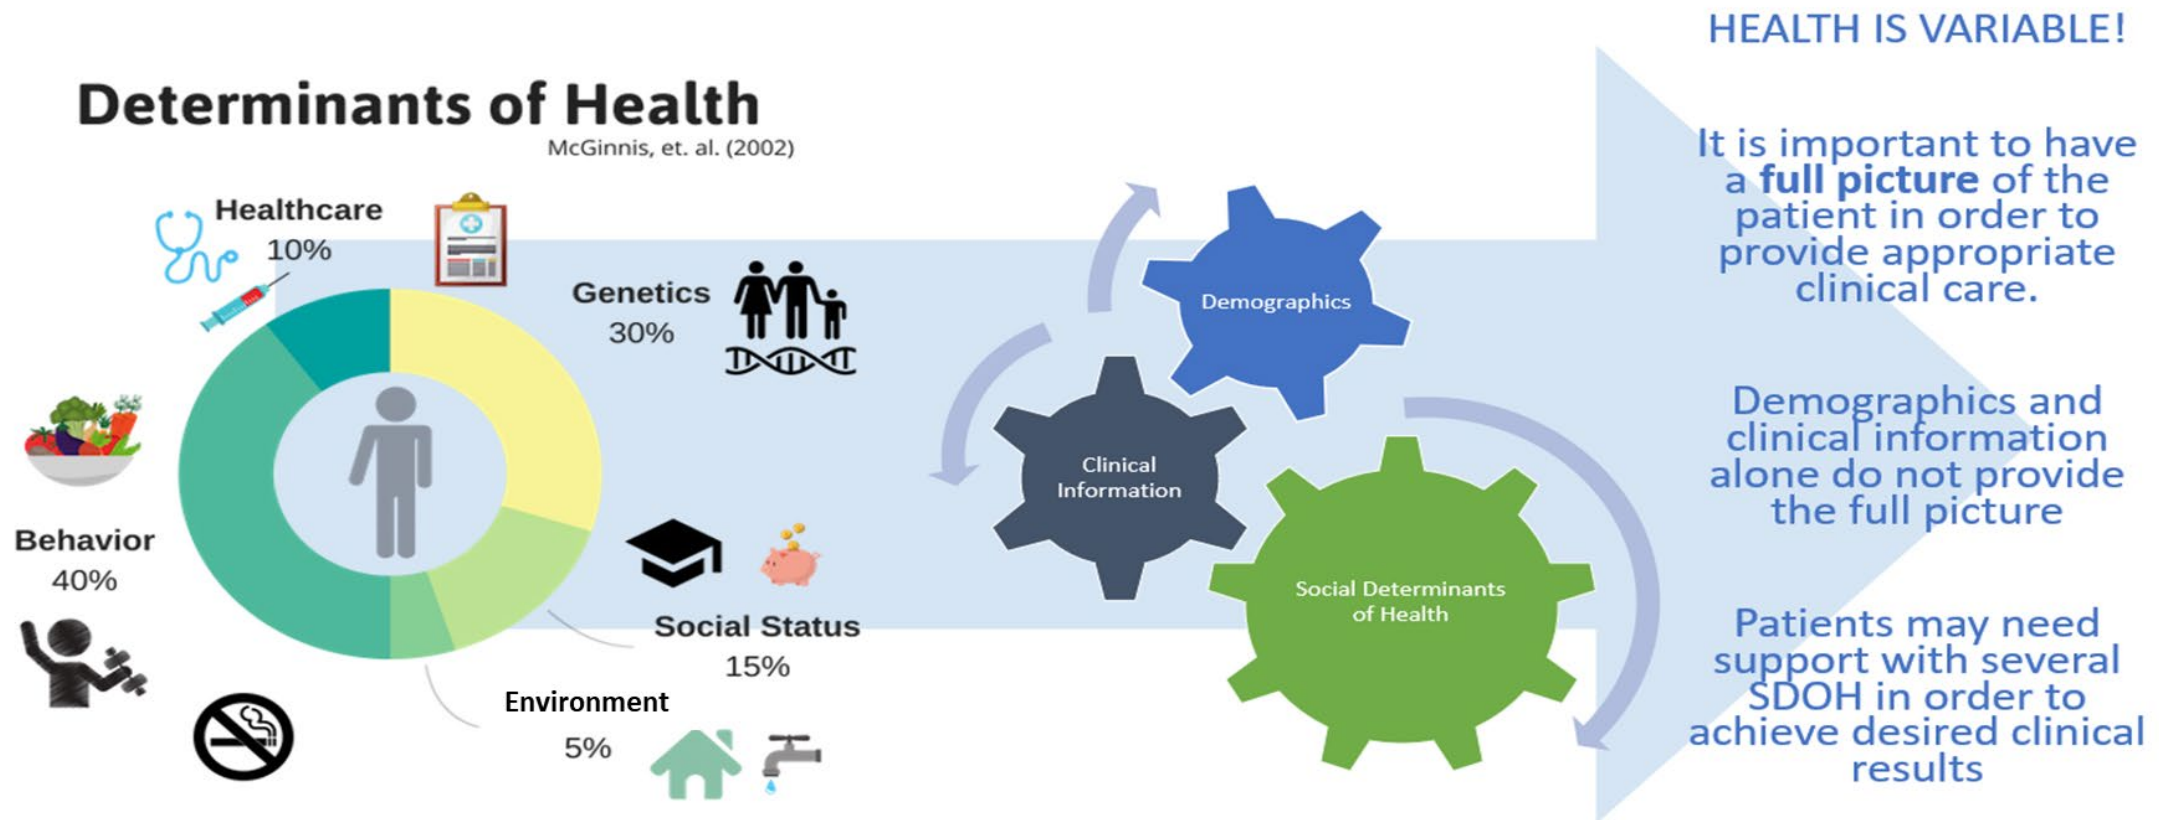 Determinants of Health
McGinnis, et. al. (2002)
Healthcare
10%
Genetics
30%
Behavior
40%
Social Status
15%
Environment
5%
Demographics
Clinical
Information
Social Determinants
of Health
HEALTH IS VARIABLE!
It is important to have
a full picture of the
patient in order to
provide appropriate
clinical care.
Demographics and
clinical information
alone do not provide
the full picture
Patients may need
support with several
SDOH in order to
achieve desired clinical
results